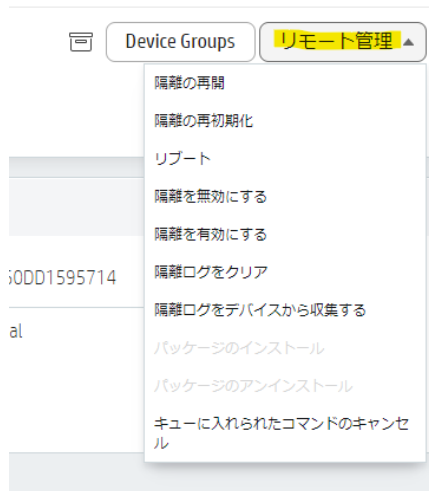 Device Groups
リモート管理
隔離の再開
隔離の再初期化
リブート
隔離を無効にする
隔離を有効にする
50DD1595714
隔離ログをクリア
隔離ログをデバイスから収集する
al
パッケージのインストール
パッケージのアンインストール
キューに入れられたコマンドのキャンセ
ル